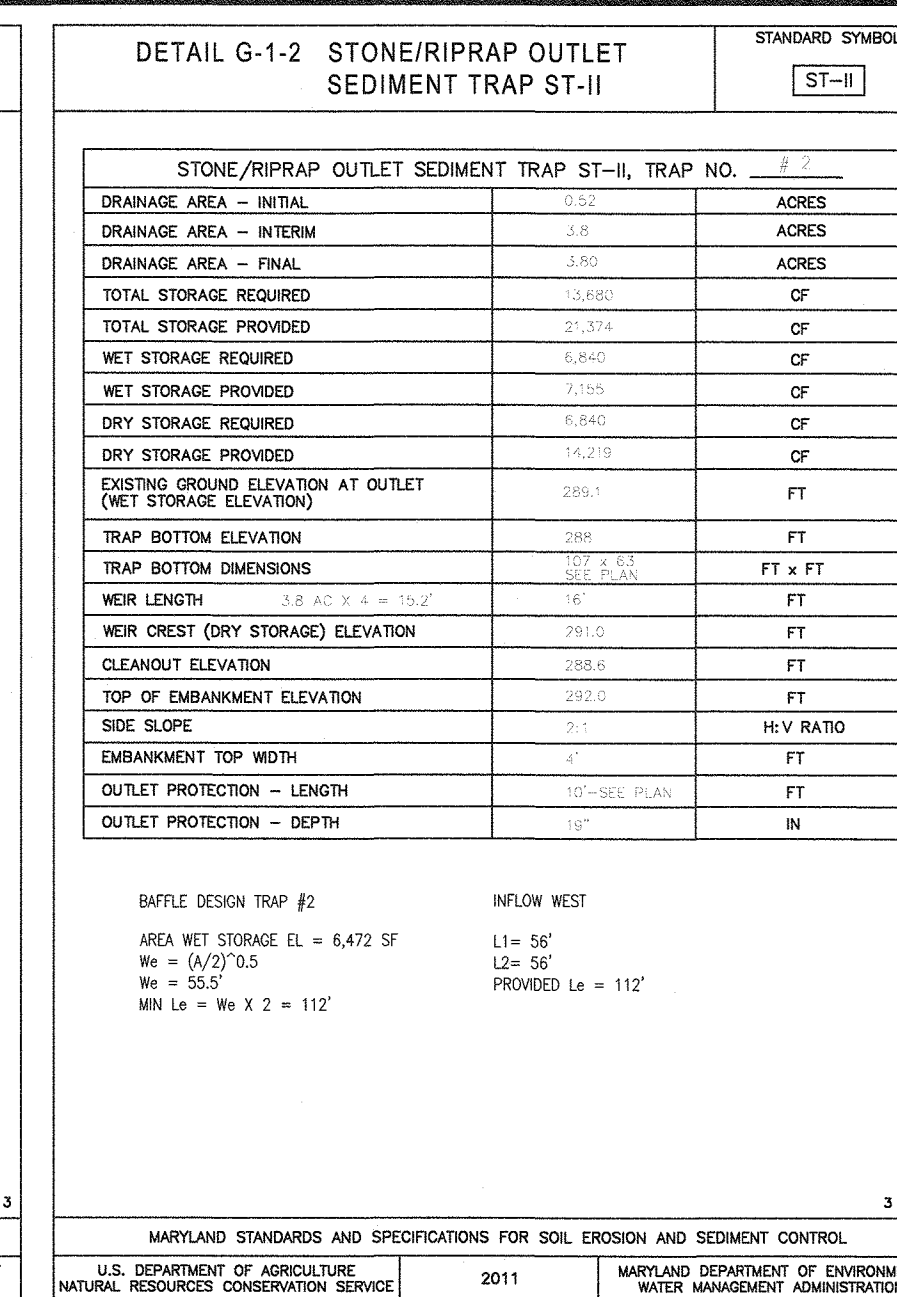 DETAIL G-1-2 STONE/RIPRAP OUTLET
SEDIMENT TRAP ST-II
STANDARD SYMBOL
ST-II
STONE/RIPRAP OUTLET SEDIMENT TRAP ST-II, TRAP NO. # 2
DRAINAGE AREA – INITIAL 0.52 ACRES
DRAINAGE AREA – INTERIM 3.8 ACRES
DRAINAGE AREA – FINAL 3.80 ACRES
TOTAL STORAGE REQUIRED 13,680 CF
TOTAL STORAGE PROVIDED 21,374 CF
WET STORAGE REQUIRED 6,840 CF
WET STORAGE PROVIDED 7,155 CF
DRY STORAGE REQUIRED 6,840 CF
DRY STORAGE PROVIDED 14,219 CF
EXISTING GROUND ELEVATION AT OUTLET
(WET STORAGE ELEVATION) 289.1 FT
TRAP BOTTOM ELEVATION 288 FT
TRAP BOTTOM DIMENSIONS 107 x 63 FT x FT
SEE PLAN
WEIR LENGTH 3.8 AC X 4 = 15.2' 16' FT
WEIR CREST (DRY STORAGE) ELEVATION 291.0 FT
CLEANOUT ELEVATION 288.6 FT
TOP OF EMBANKMENT ELEVATION 292.0 FT
SIDE SLOPE 2:1 H:V RATIO
EMBANKMENT TOP WIDTH 4' FT
OUTLET PROTECTION – LENGTH 10'-SEE PLAN FT
OUTLET PROTECTION – DEPTH 19" IN
BAFFLE DESIGN TRAP #2
AREA WET STORAGE EL = 6,472 SF
We = (A/2)^0.5
We = 55.5'
MIN Le = We X 2 = 112'
INFLOW WEST
L1= 56'
L2= 56'
PROVIDED Le = 112'
3
3
MARYLAND STANDARDS AND SPECIFICATIONS FOR SOIL EROSION AND SEDIMENT CONTROL
U.S. DEPARTMENT OF AGRICULTURE
NATURAL RESOURCES CONSERVATION SERVICE
2011
MARYLAND DEPARTMENT OF ENVIRONM
WATER MANAGEMENT ADMINISTRATIO